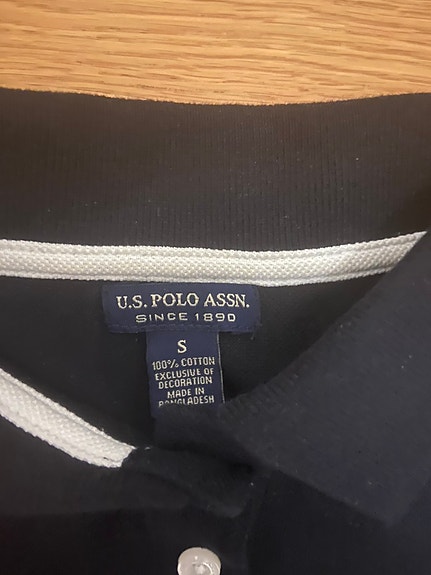 U.S. POLO ASSN.
SINCE 1890
S
100% COTTON
EXCLUSIVE OF
DECORATION
MADE IN
BANGLADESH